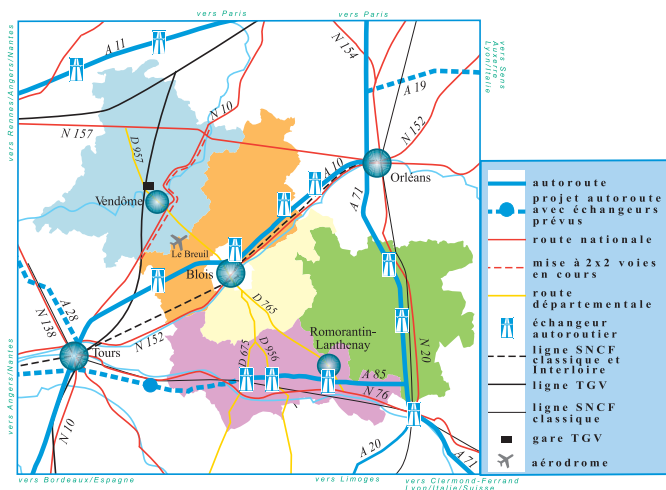 vers Paris
vers Paris
vers Rennes/Angers/Nantes
vers Sens
Auxerre
Lyon/Italie
A 11
N 154
A 19
N 10
N 152
N 157
D 957
A 10
Orléans
A 71
Vendôme
Le Breuil
Blois
D 765
A 28
N 138
N 152
Romorantin-
Lanthenay
Tours
D 675
D 956
N 20
A 85
N 76
vers Angers/Nantes
N 10
A 20
A 71
vers Bordeaux/Espagne
vers Limoges
vers Clermond-Ferrand
Lyon/Italie/Suisse
autoroute
projet autoroute
avec échangeurs
prévus
route nationale
mise à 2x2 voies
en cours
route
départementale
échangeur
autoroutier
ligne SNCF
classique et
Interloire
ligne TGV
ligne SNCF
classique
gare TGV
aérodrome